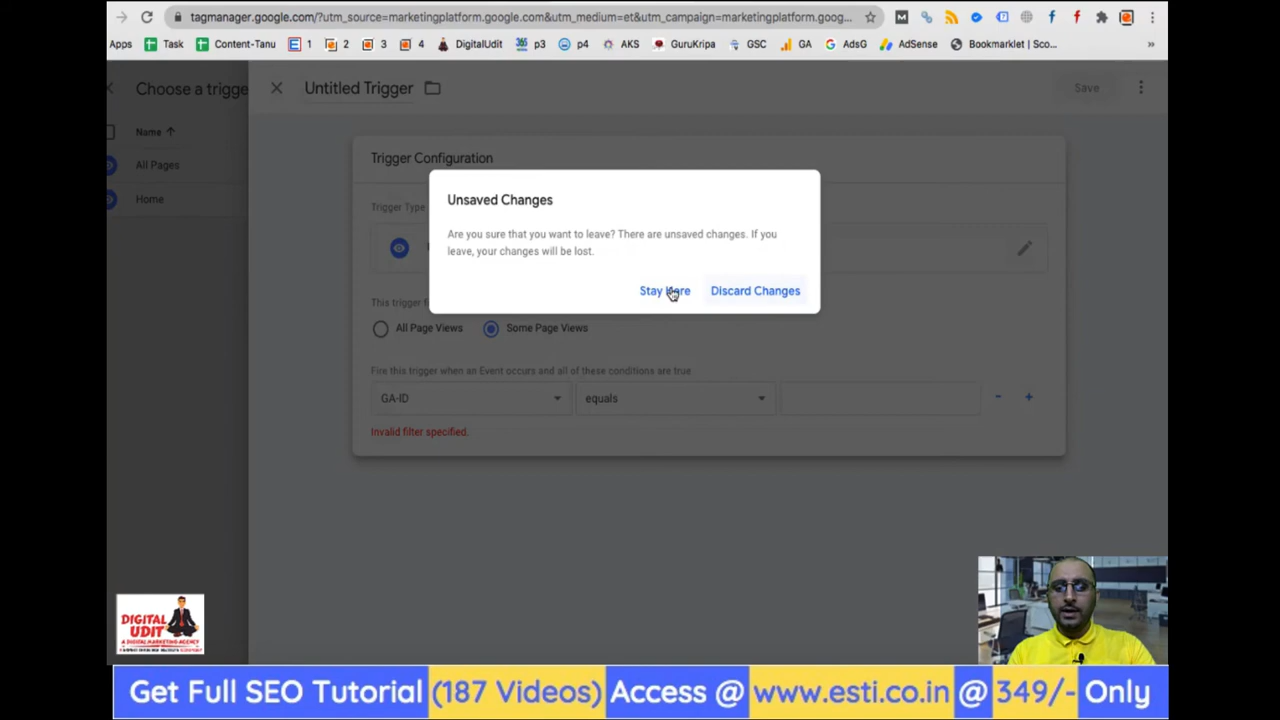 tagmanager.google.com/?utm_source=marketingplatform.google.com&utm_medium=et&utm_campaign=marketingplatform.goog...
Apps Task Content-Tanu 1 2 3 4 DigitalUdit p3 p4 AKS GuruKripa GSC GA AdsG AdSense Bookmarklet | Sco... »
Choose a trigge
Untitled Trigger
Save
Name
Trigger Configuration
All Pages
Unsaved Changes
Home
Trigger Type
Are you sure that you want to leave? There are unsaved changes. If you
leave, your changes will be lost.
Stay Here Discard Changes
This trigger f
All Page Views Some Page Views
Fire this trigger when an Event occurs and all of these conditions are true
GA-ID equals - +
Invalid filter specified.
DIGITAL
UDIT
A DIGITAL MARKETING AGENCY
Get Full SEO Tutorial (187 Videos) Access @ www.esti.co.in @ 349/- Only